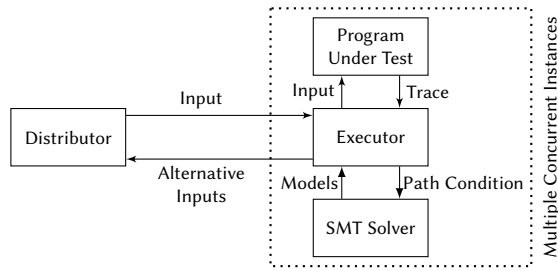 Program
Under Test
Input
Input
Trace
Distributor
Executor
Alternative
Inputs
Models
Path Condition
SMT Solver
Multiple Concurrent Instances